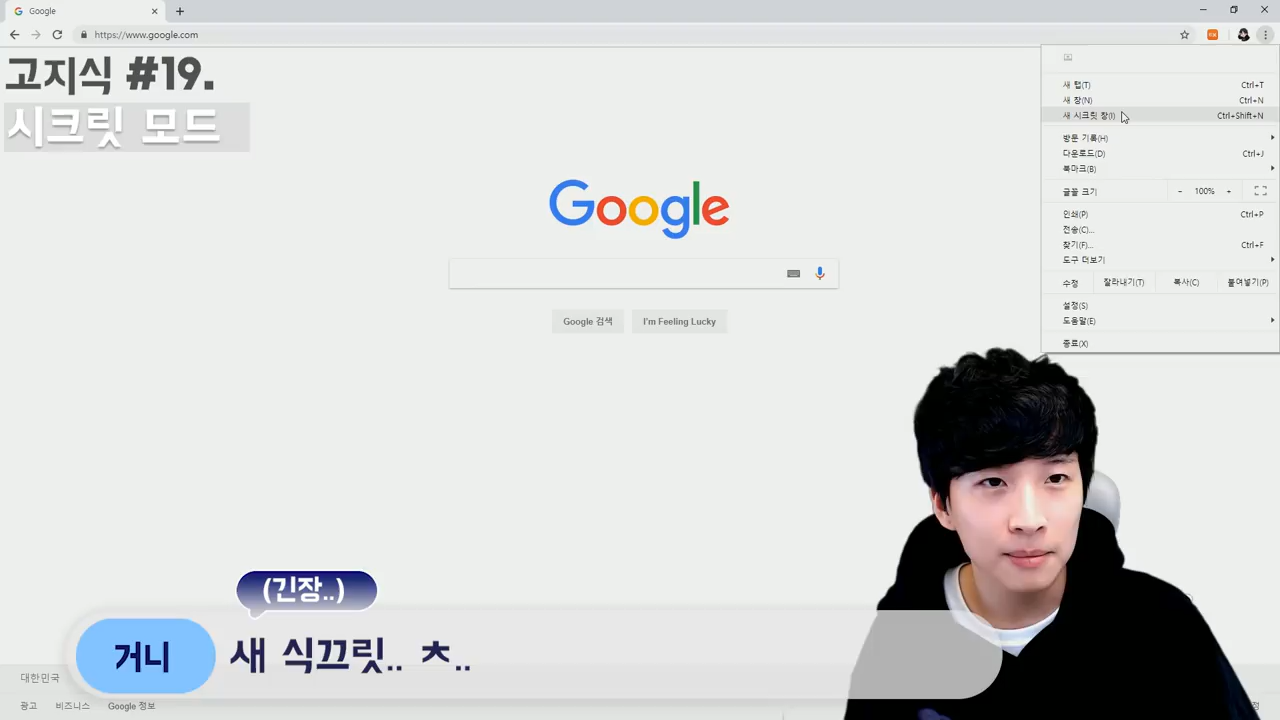 Google
https://www.google.com
고지식 #19.
시크릿 모드
새 탭(T) Ctrl+T
새 창(N) Ctrl+N
새 시크릿 창(I) Ctrl+Shift+N
방문 기록(H)
다운로드(D) Ctrl+J
북마크(B)
글꼴 크기 - 100% +
인쇄(P) Ctrl+P
전송(C)...
찾기(F)... Ctrl+F
도구 더보기
수정 잘라내기(T) 복사(C) 붙여넣기(P)
설정(S)
도움말(E)
종료(X)
Google
Google 검색 I'm Feeling Lucky
(긴장..)
거니 새 식끄릿.. ㅊ..
대한민국
광고 비즈니스 Google 정보